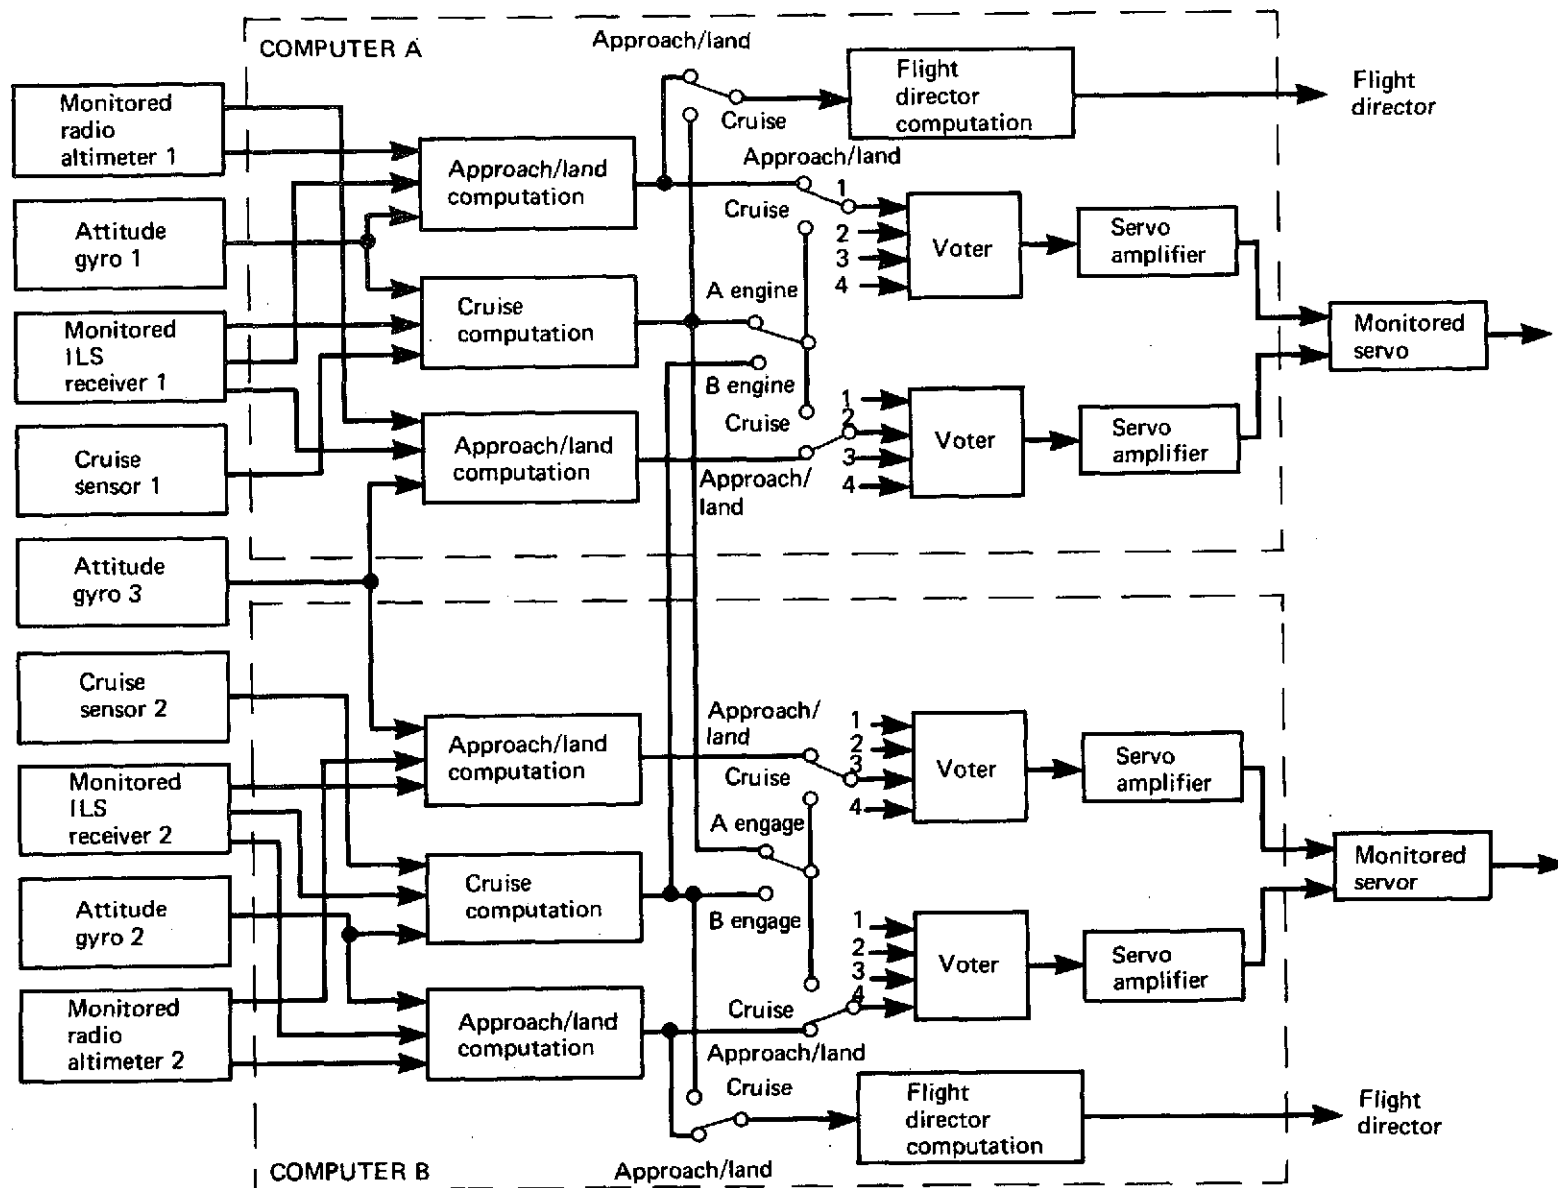 COMPUTER A
Approach/land
Monitored
radio
altimeter 1
Attitude
gyro 1
Monitored
ILS
receiver 1
Cruise
sensor 1
Attitude
gyro 3
Cruise
sensor 2
Monitored
ILS
receiver 2
Attitude
gyro 2
Monitored
radio
altimeter 2
Approach/land
computation
Cruise
computation
Approach/land
computation
Cruise
Flight
director
computation
Flight
director
Approach/land
Cruise
1
2
3
4
Voter
Servo
amplifier
A engine
B engine
Cruise
Approach/
land
1
2
3
4
Voter
Servo
amplifier
Monitored
servo
Approach/land
computation
Cruise
computation
Approach/land
computation
Approach/
land
Cruise
1
2
3
4
Voter
Servo
amplifier
A engage
B engage
Cruise
Approach/land
1
2
3
4
Voter
Servo
amplifier
Monitored
servor
Cruise
Flight
director
computation
Flight
director
Approach/land
COMPUTER B